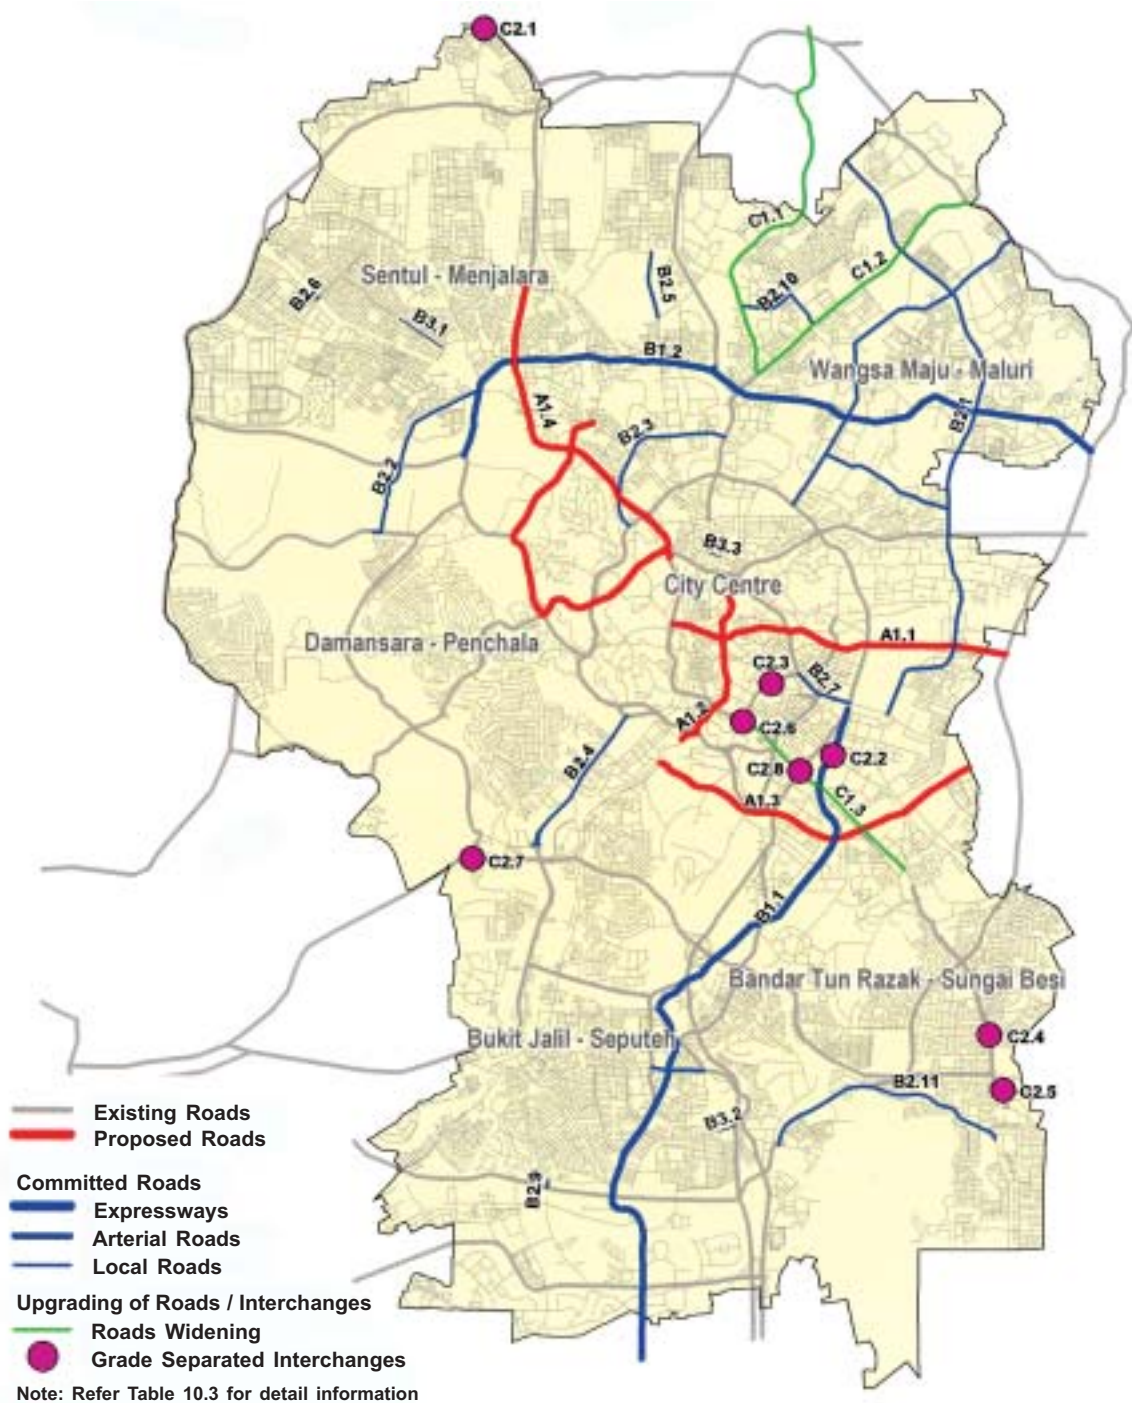 C2.1
C1.1
C1.2
Sentul - Menjalara
B2.5
B2.6
B2.10
B3.1
B1.2
Wangsa Maju - Maluri
A1.4
B2.3
B2.1
B2.2
B3.3
City Centre
Damansara - Penchala
A1.1
C2.3
B2.7
A1.2
C2.6
B2.4
C2.8
C2.2
A1.3
C1.3
C2.7
B1.1
Bandar Tun Razak - Sungai Besi
Bukit Jalil - Seputeh
C2.4
B2.11
C2.5
B3.2
B2.9
Existing Roads
Proposed Roads
Committed Roads
Expressways
Arterial Roads
Local Roads
Upgrading of Roads / Interchanges
Roads Widening
Grade Separated Interchanges
Note: Refer Table 10.3 for detail information